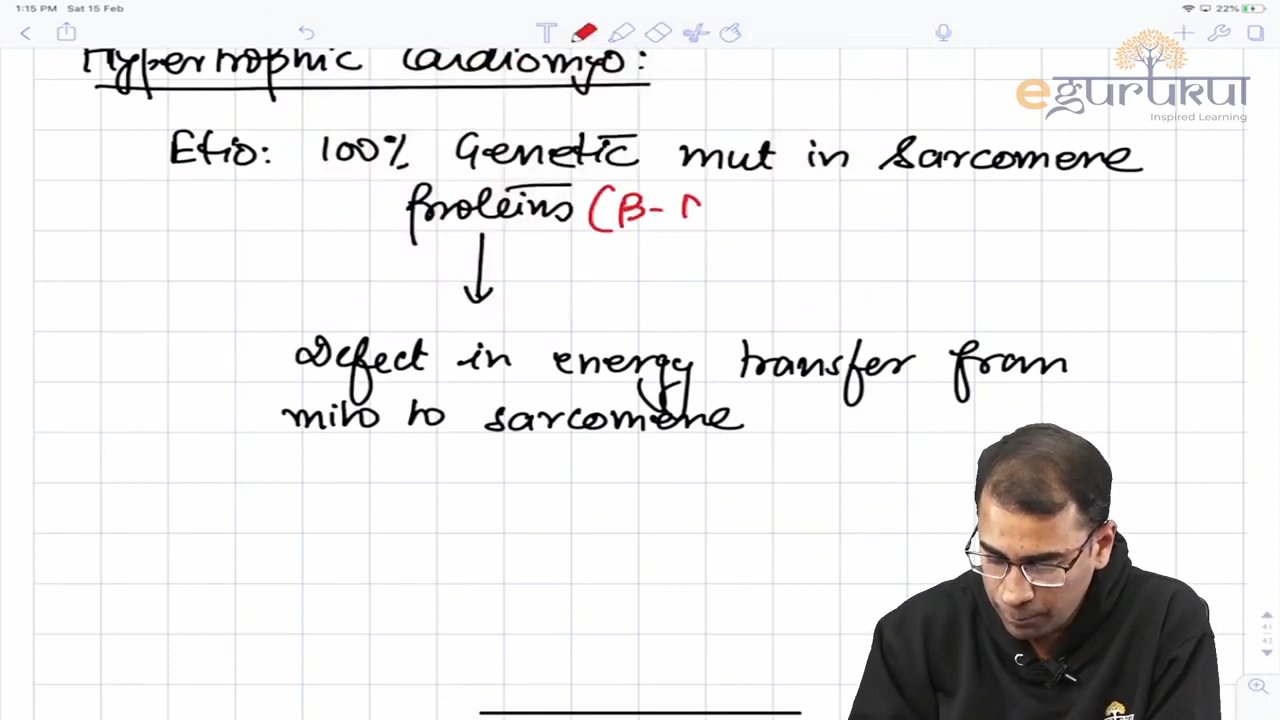 1:15 PM Sat 15 Feb
22%
Hypertrophic Cardiomyo:
egurukul
Inspired Learning
Etio: 100% Genetic mut in Sarcomere
Proteins (β-
↓
Defect in energy transfer from
mito to sarcomere